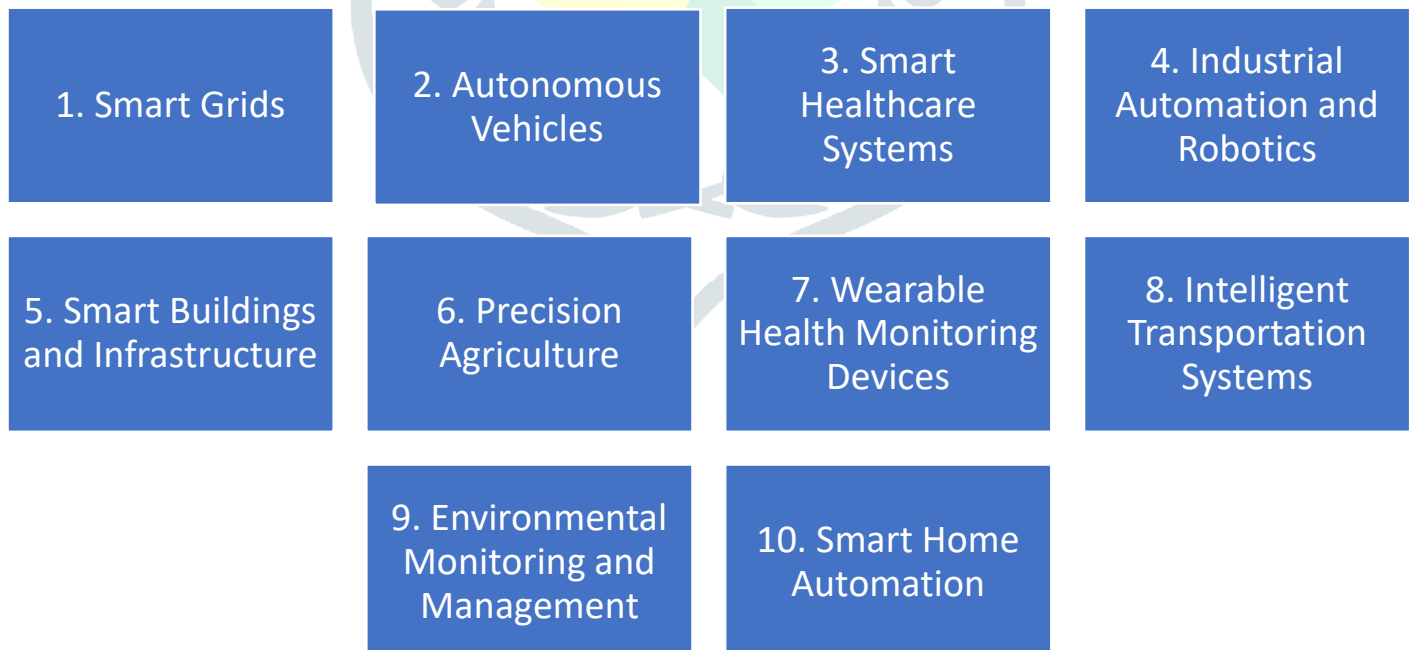 1. Smart Grids
2. Autonomous
Vehicles
3. Smart
Healthcare
Systems
4. Industrial
Automation and
Robotics
5. Smart Buildings
and Infrastructure
6. Precision
Agriculture
7. Wearable
Health Monitoring
Devices
8. Intelligent
Transportation
Systems
9. Environmental
Monitoring and
Management
10. Smart Home
Automation